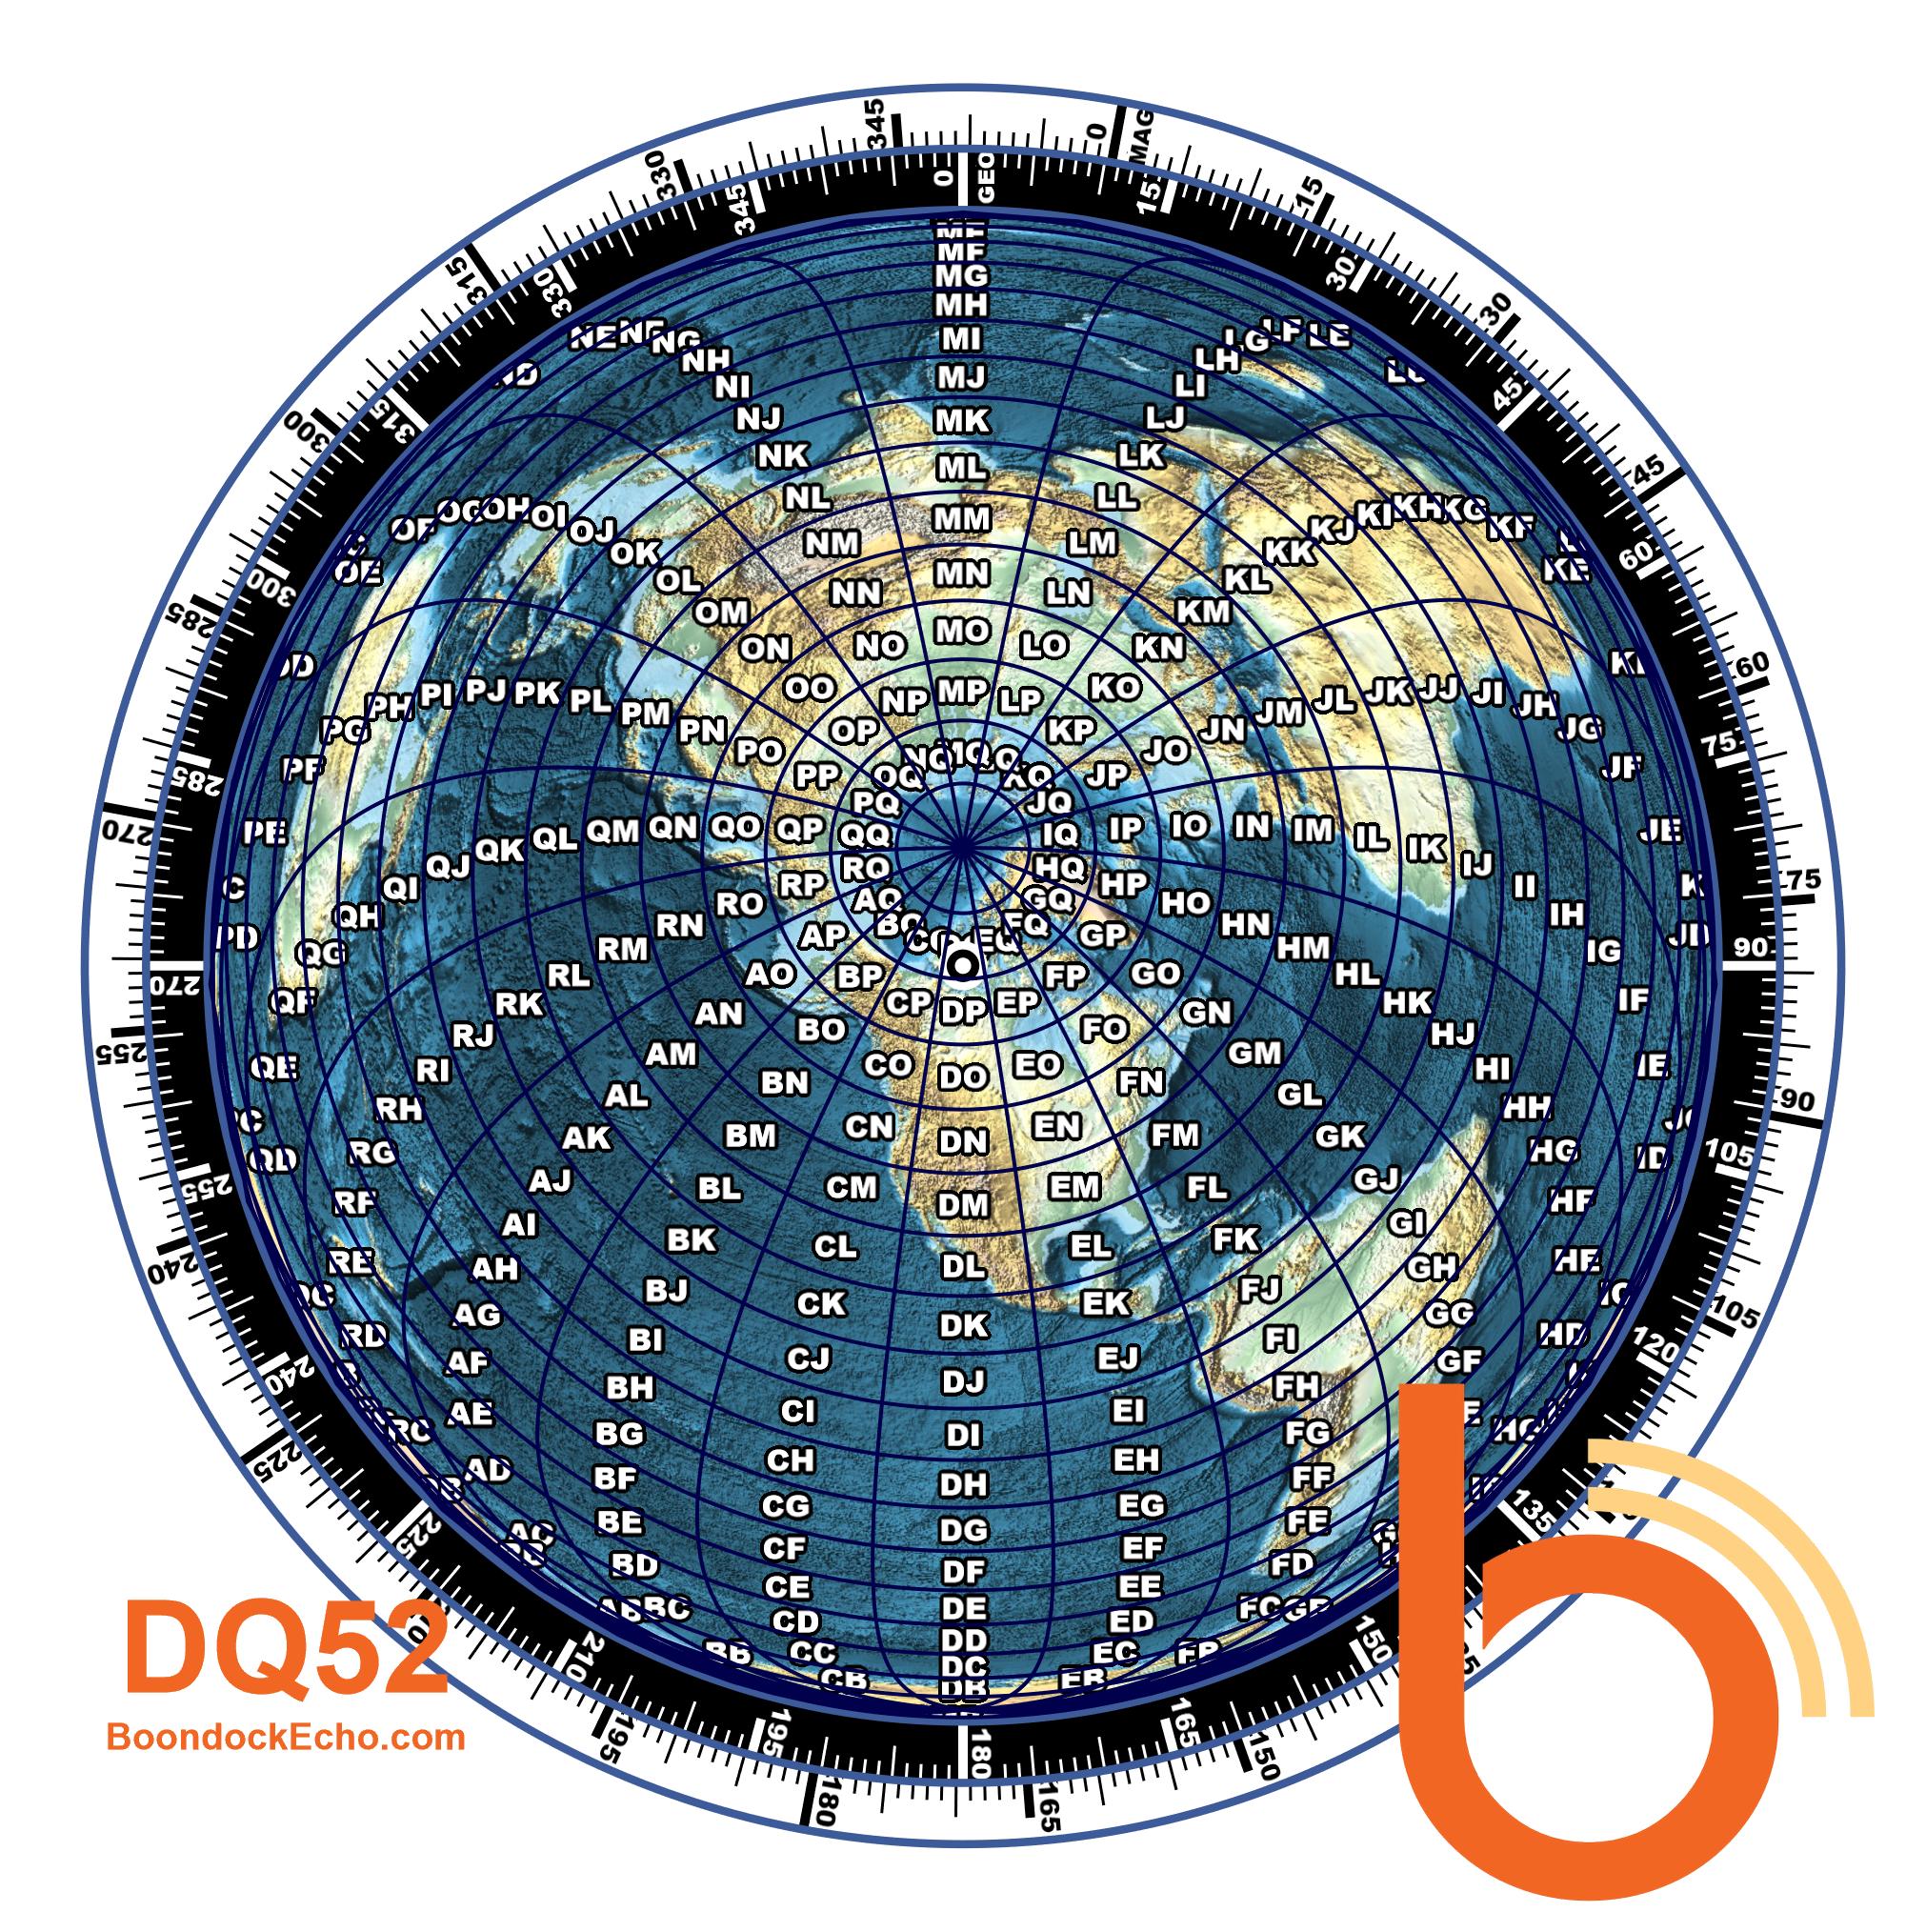 0 MAG
15
30
45
60
75
90
105
150
165
180
195
225
240
255
270
285
300
315
330
345
0 GEO
15
30
45
60
75
90
105
120
135
150
165
180
195
210
225
240
255
270
285
300
315
330
345
MF
MG
MH
MI
MJ
MK
ML
MM
MN
MO
MP
MQ
NE
NF
NG
NH
NI
NJ
NK
NL
NM
NN
NO
NP
NQ
LE
LF
LG
LH
LI
LJ
LK
LL
LM
LN
LO
LP
OE
OF
OG
OH
OI
OJ
OK
OL
OM
ON
OO
OP
OQ
KE
KF
KG
KH
KI
KJ
KK
KL
KM
KN
KO
KP
KQ
PD
PE
PF
PG
PH
PI
PJ
PK
PL
PM
PN
PO
PP
PQ
JD
JE
JF
JG
JH
JI
JJ
JK
JL
JM
JN
JO
JP
JQ
QD
QE
QF
QG
QH
QI
QJ
QK
QL
QM
QN
QO
QP
QQ
ID
IE
IF
IG
IH
II
IJ
IK
IL
IM
IN
IO
IP
IQ
RC
RD
RE
RF
RG
RH
RI
RJ
RK
RL
RM
RN
RO
RP
RQ
HC
HD
HE
HF
HG
HH
HI
HJ
HK
HL
HM
HN
HO
HP
HQ
AQ
AP
AO
AN
AM
AL
AK
AJ
AI
AH
AG
AF
AE
AD
AC
AB
GQ
GP
GO
GN
GM
GL
GK
GJ
GI
GH
GG
GF
BQ
BP
BO
BN
BM
BL
BK
BJ
BI
BH
BG
BF
BE
BD
BC
BB
FQ
FP
FO
FN
FM
FL
FK
FJ
FI
FH
FG
FF
FE
FD
FC
FB
CQ
CP
CO
CN
CM
CL
CK
CJ
CI
CH
CG
CF
CE
CD
CC
CB
EQ
EP
EO
EN
EM
EL
EK
EJ
EI
EH
EG
EF
EE
ED
EC
EB
DP
DO
DN
DM
DL
DK
DJ
DI
DH
DG
DF
DE
DD
DC
DB
DQ52
BoondockEcho.com
b